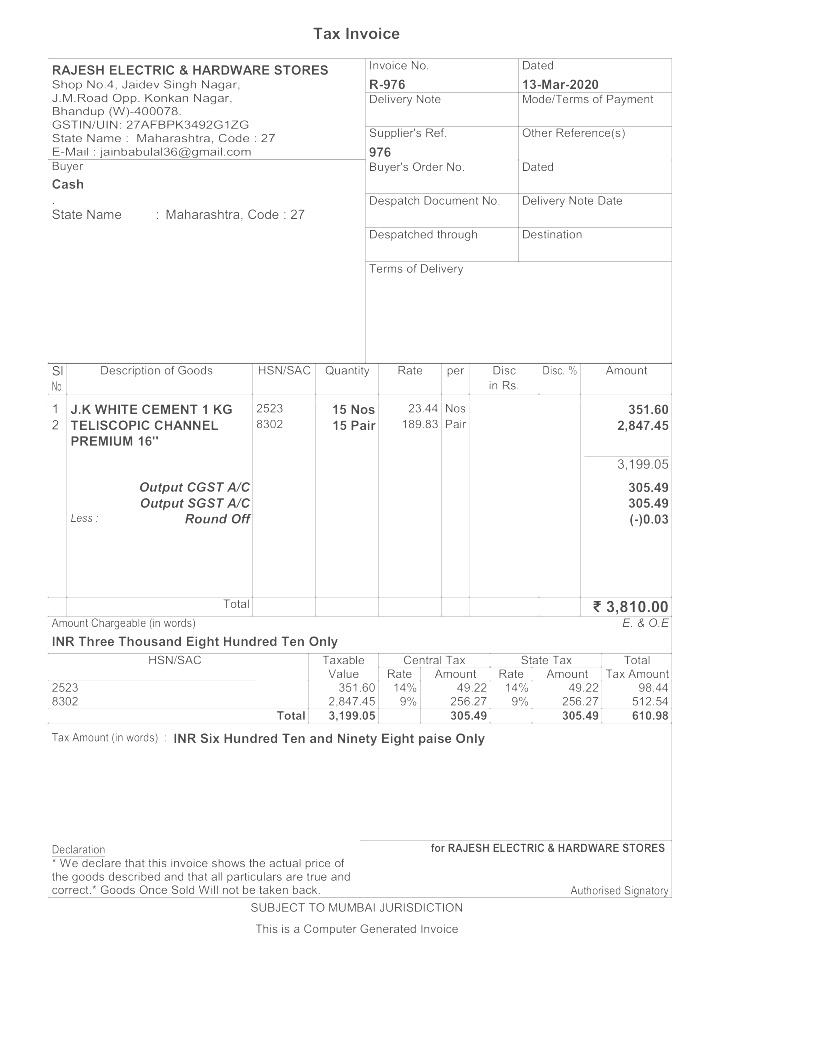 Tax Invoice
RAJESH ELECTRIC & HARDWARE STORES
Shop No.4, Jaidev Singh Nagar,
J.M.Road Opp. Konkan Nagar,
Bhandup (W)-400078.
GSTIN/UIN: 27AFBPK3492G1ZG
State Name : Maharashtra, Code : 27
E-Mail : jainbabulal36@gmail.com
Invoice No.
R-976
Dated
13-Mar-2020
Delivery Note
Mode/Terms of Payment
Supplier's Ref.
976
Other Reference(s)
Buyer
Cash
.
State Name : Maharashtra, Code : 27
Buyer's Order No.
Dated
Despatch Document No.
Delivery Note Date
Despatched through
Destination
Terms of Delivery
Sl No. Description of Goods HSN/SAC Quantity Rate per Disc in Rs. Disc. % Amount
1 J.K WHITE CEMENT 1 KG 2523 15 Nos 23.44 Nos 351.60
2 TELISCOPIC CHANNEL 8302 15 Pair 189.83 Pair 2,847.45
PREMIUM 16"
3,199.05
Output CGST A/C 305.49
Output SGST A/C 305.49
Less : Round Off (-)0.03
Total ₹ 3,810.00
Amount Chargeable (in words) E. & O.E
INR Three Thousand Eight Hundred Ten Only
HSN/SAC Taxable Central Tax State Tax Total
Value Rate Amount Rate Amount Tax Amount
2523 351.60 14% 49.22 14% 49.22 98.44
8302 2,847.45 9% 256.27 9% 256.27 512.54
Total 3,199.05 305.49 305.49 610.98
Tax Amount (in words) : INR Six Hundred Ten and Ninety Eight paise Only
Declaration
* We declare that this invoice shows the actual price of
the goods described and that all particulars are true and
correct.* Goods Once Sold Will not be taken back.
for RAJESH ELECTRIC & HARDWARE STORES
Authorised Signatory
SUBJECT TO MUMBAI JURISDICTION
This is a Computer Generated Invoice